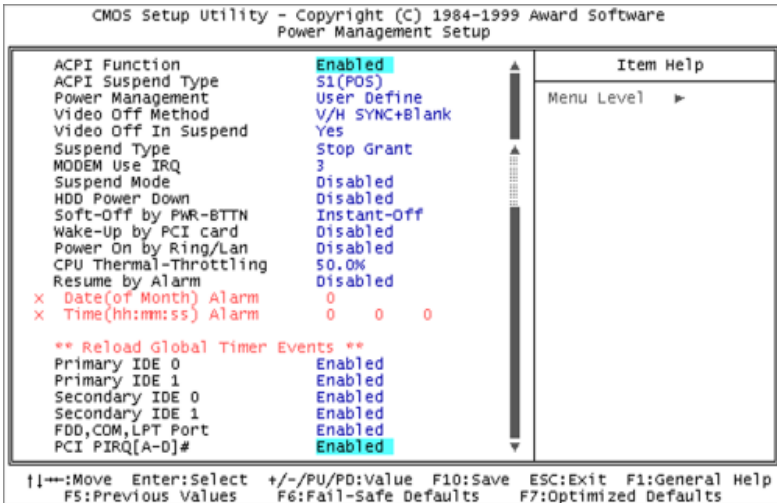 CMOS Setup Utility – Copyright (C) 1984-1999 Award Software
Power Management Setup
ACPI Function Enabled
ACPI Suspend Type S1(POS)
Power Management User Define
Video Off Method V/H SYNC+Blank
Video Off In Suspend Yes
Suspend Type Stop Grant
MODEM Use IRQ 3
Suspend Mode Disabled
HDD Power Down Disabled
Soft-Off by PWR-BTTN Instant-Off
Wake-Up by PCI card Disabled
Power On by Ring/Lan Disabled
CPU Thermal-Throttling 50.0%
Resume by Alarm Disabled
x Date(of Month) Alarm 0
x Time(hh:mm:ss) Alarm 0 0 0
** Reload Global Timer Events **
Primary IDE 0 Enabled
Primary IDE 1 Enabled
Secondary IDE 0 Enabled
Secondary IDE 1 Enabled
FDD,COM,LPT Port Enabled
PCI PIRQ[A-D]# Enabled
Item Help
Menu Level ►
↑↓→←:Move Enter:Select +/-/PU/PD:Value F10:Save ESC:Exit F1:General Help
F5:Previous Values F6:Fail-Safe Defaults F7:Optimized Defaults